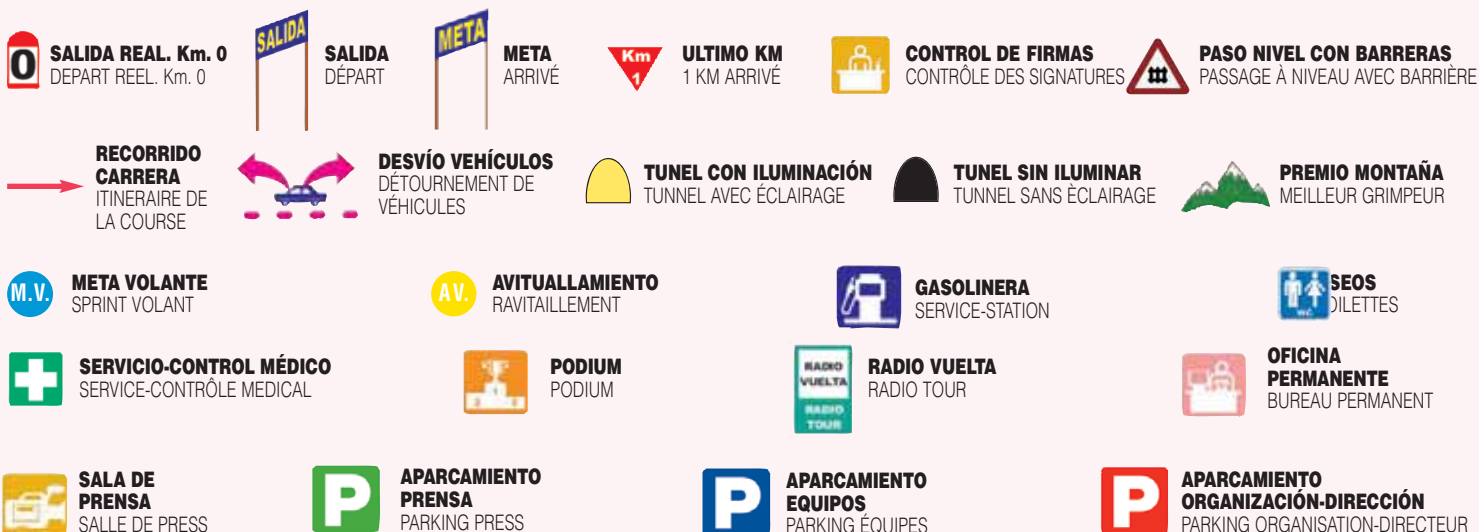 0
SALIDA REAL. Km. 0
DEPART REEL. Km. 0
SALIDA
SALIDA
DÉPART
META
META
ARRIVÉ
Km
1
ULTIMO KM
1 KM ARRIVÉ
CONTROL DE FIRMAS
CONTRÔLE DES SIGNATURES
PASO NIVEL CON BARRERAS
PASSAGE À NIVEAU AVEC BARRIÈRE
RECORRIDO
CARRERA
ITINERAIRE DE
LA COURSE
DESVÍO VEHÍCULOS
DÉTOURNEMENT DE
VÉHICULES
TUNEL CON ILUMINACIÓN
TUNNEL AVEC ÉCLAIRAGE
TUNEL SIN ILUMINAR
TUNNEL SANS ÈCLAIRAGE
PREMIO MONTAÑA
MEILLEUR GRIMPEUR
M.V.
META VOLANTE
SPRINT VOLANT
AV.
AVITUALLAMIENTO
RAVITAILLEMENT
GASOLINERA
SERVICE-STATION
W.C.
SEOS
OILETTES
SERVICIO-CONTROL MÉDICO
SERVICE-CONTRÔLE MEDICAL
2 3
PODIUM
PODIUM
RADIO
VUELTA
RADIO
TOUR
RADIO VUELTA
RADIO TOUR
OFICINA
PERMANENTE
BUREAU PERMANENT
SALA DE
PRENSA
SALLE DE PRESS
P
APARCAMIENTO
PRENSA
PARKING PRESS
P
APARCAMIENTO
EQUIPOS
PARKING ÉQUIPES
P
APARCAMIENTO
ORGANIZACIÓN-DIRECCIÓN
PARKING ORGANISATION-DIRECTEUR